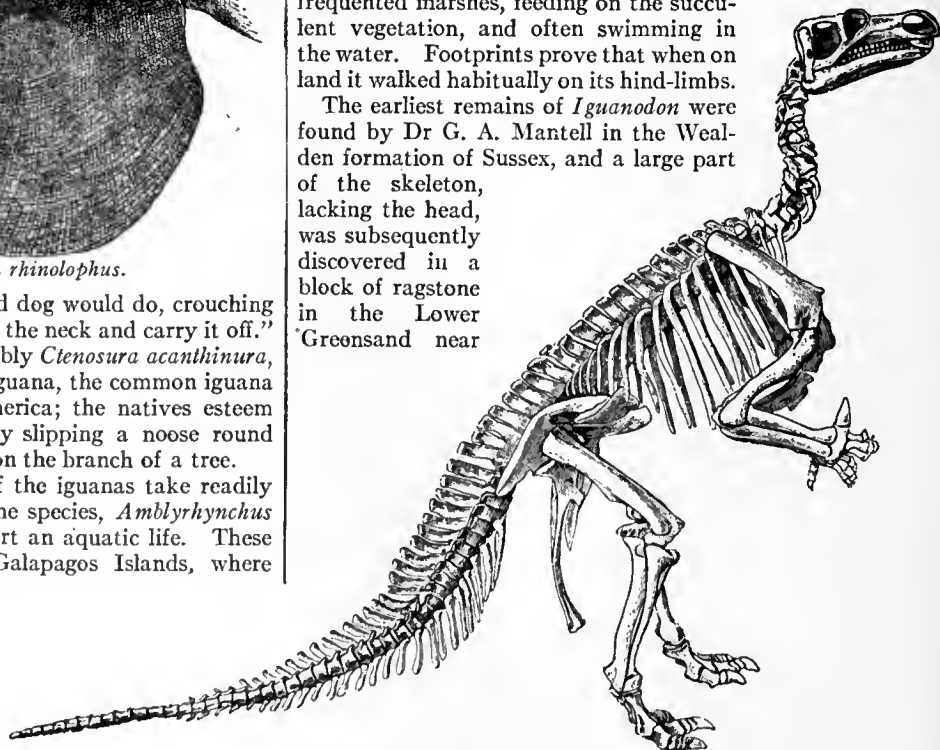 rhinolophus.
d dog would do, crouching
the neck and carry it off.”
bly Ctenosura acanthinura,
guana, the common iguana
erica; the natives esteem
y slipping a noose round
on the branch of a tree.
f the iguanas take readily
ne species, Amblyrhynchus
rt an aquatic life. These
Galapagos Islands, where
frequented marshes, feeding on the succu-
lent vegetation, and often swimming in
the water. Footprints prove that when on
land it walked habitually on its hind-limbs.
The earliest remains of Iguanodon were
found by Dr G. A. Mantell in the Weal-
den formation of Sussex, and a large part
of the skeleton,
lacking the head,
was subsequently
discovered in a
block of ragstone
in the Lower
Greensand near